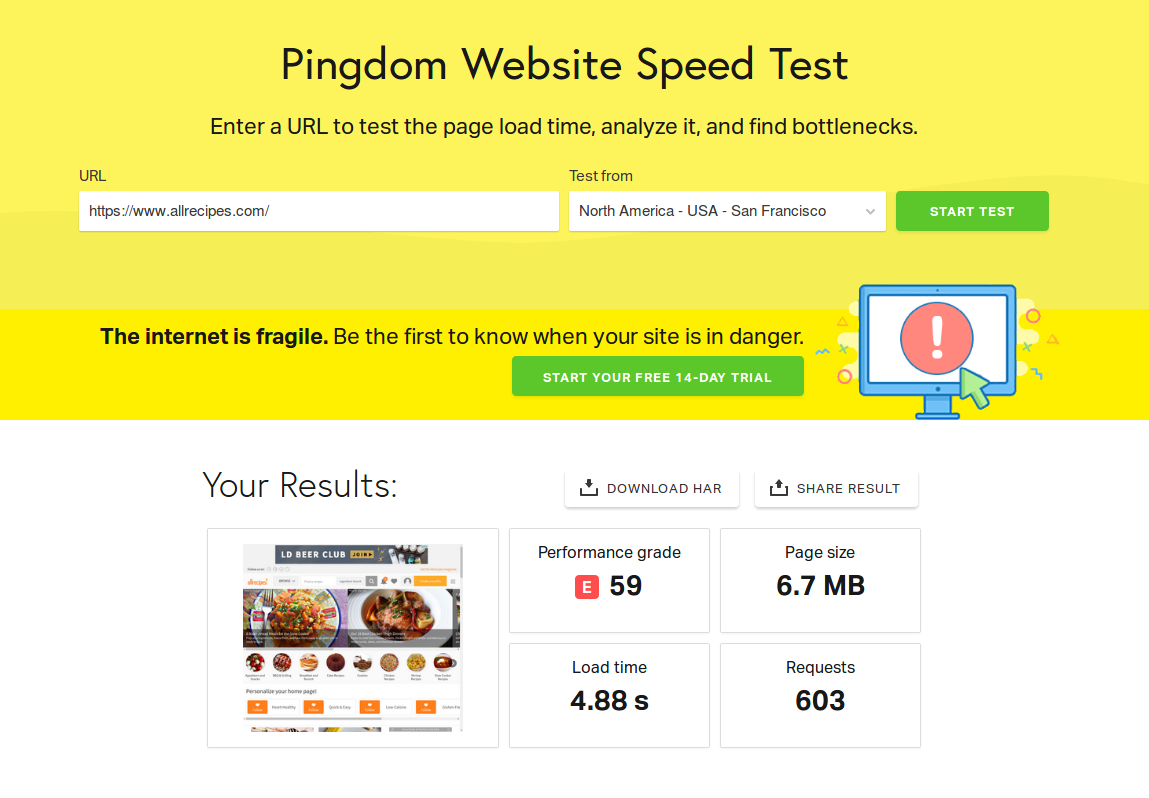 Pingdom Website Speed Test
Enter a URL to test the page load time, analyze it, and find bottlenecks.
URL
Test from
https://www.allrecipes.com/
North America - USA - San Francisco
START TEST
The internet is fragile. Be the first to know when your site is in danger.
START YOUR FREE 14-DAY TRIAL
Your Results:
DOWNLOAD HAR
SHARE RESULT
LD BEER CLUB JOIN
allrecipes
BROWSE
Personalize your home page!
Performance grade
E 59
Page size
6.7 MB
Load time
4.88 s
Requests
603